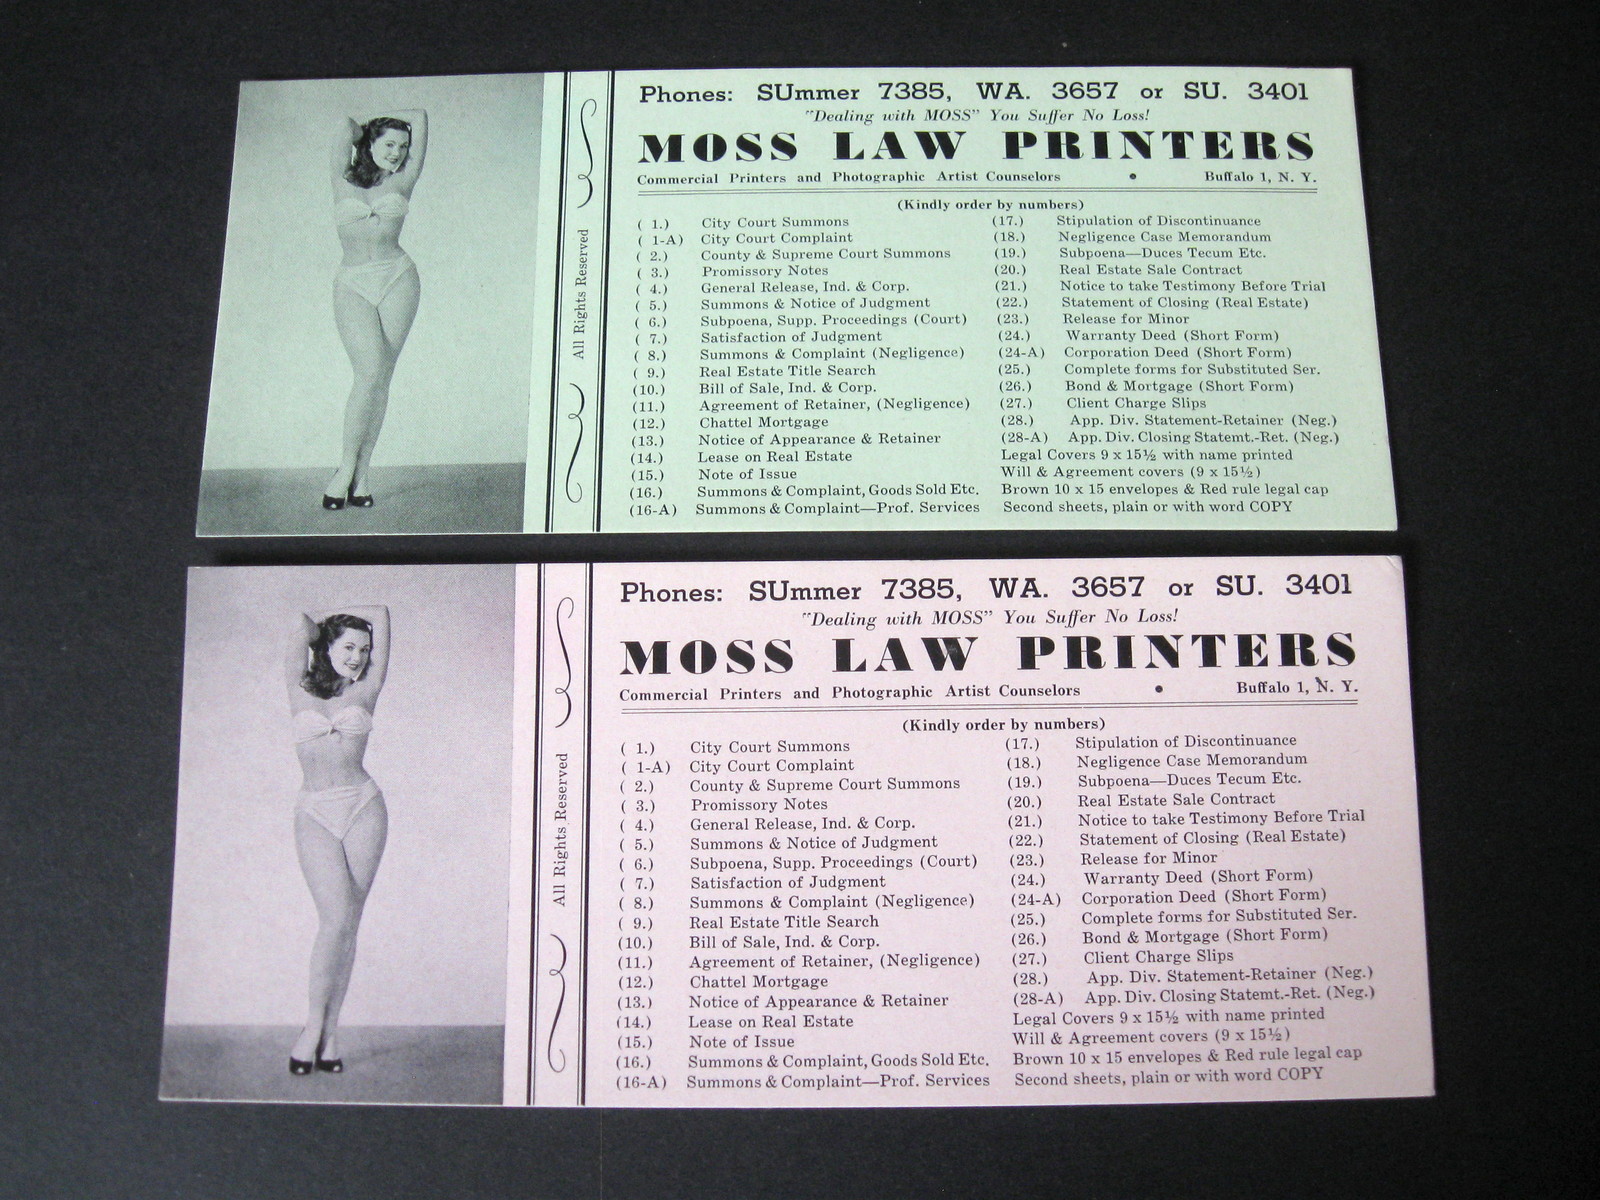 All Rights Reserved
Phones: SUmmer 7385, WA. 3657 or SU. 3401
"Dealing with MOSS" You Suffer No Loss!
MOSS LAW PRINTERS
Commercial Printers and Photographic Artist Counselors • Buffalo 1, N. Y.
(Kindly order by numbers)
( 1.) City Court Summons
( 1-A) City Court Complaint
( 2.) County & Supreme Court Summons
( 3.) Promissory Notes
( 4.) General Release, Ind. & Corp.
( 5.) Summons & Notice of Judgment
( 6.) Subpoena, Supp. Proceedings (Court)
( 7.) Satisfaction of Judgment
( 8.) Summons & Complaint (Negligence)
( 9.) Real Estate Title Search
(10.) Bill of Sale, Ind. & Corp.
(11.) Agreement of Retainer, (Negligence)
(12.) Chattel Mortgage
(13.) Notice of Appearance & Retainer
(14.) Lease on Real Estate
(15.) Note of Issue
(16.) Summons & Complaint, Goods Sold Etc.
(16-A) Summons & Complaint—Prof. Services
(17.) Stipulation of Discontinuance
(18.) Negligence Case Memorandum
(19.) Subpoena—Duces Tecum Etc.
(20.) Real Estate Sale Contract
(21.) Notice to take Testimony Before Trial
(22.) Statement of Closing (Real Estate)
(23.) Release for Minor
(24.) Warranty Deed (Short Form)
(24-A) Corporation Deed (Short Form)
(25.) Complete forms for Substituted Ser.
(26.) Bond & Mortgage (Short Form)
(27.) Client Charge Slips
(28.) App. Div. Statement-Retainer (Neg.)
(28-A) App. Div. Closing Statemt.-Ret. (Neg.)
Legal Covers 9 x 15½ with name printed
Will & Agreement covers (9 x 15½)
Brown 10 x 15 envelopes & Red rule legal cap
Second sheets, plain or with word COPY
All Rights Reserved
Phones: SUmmer 7385, WA. 3657 or SU. 3401
"Dealing with MOSS" You Suffer No Loss!
MOSS LAW PRINTERS
Commercial Printers and Photographic Artist Counselors • Buffalo 1, N. Y.
(Kindly order by numbers)
( 1.) City Court Summons
( 1-A) City Court Complaint
( 2.) County & Supreme Court Summons
( 3.) Promissory Notes
( 4.) General Release, Ind. & Corp.
( 5.) Summons & Notice of Judgment
( 6.) Subpoena, Supp. Proceedings (Court)
( 7.) Satisfaction of Judgment
( 8.) Summons & Complaint (Negligence)
( 9.) Real Estate Title Search
(10.) Bill of Sale, Ind. & Corp.
(11.) Agreement of Retainer, (Negligence)
(12.) Chattel Mortgage
(13.) Notice of Appearance & Retainer
(14.) Lease on Real Estate
(15.) Note of Issue
(16.) Summons & Complaint, Goods Sold Etc.
(16-A) Summons & Complaint—Prof. Services
(17.) Stipulation of Discontinuance
(18.) Negligence Case Memorandum
(19.) Subpoena—Duces Tecum Etc.
(20.) Real Estate Sale Contract
(21.) Notice to take Testimony Before Trial
(22.) Statement of Closing (Real Estate)
(23.) Release for Minor
(24.) Warranty Deed (Short Form)
(24-A) Corporation Deed (Short Form)
(25.) Complete forms for Substituted Ser.
(26.) Bond & Mortgage (Short Form)
(27.) Client Charge Slips
(28.) App. Div. Statement-Retainer (Neg.)
(28-A) App. Div. Closing Statemt.-Ret. (Neg.)
Legal Covers 9 x 15½ with name printed
Will & Agreement covers (9 x 15½)
Brown 10 x 15 envelopes & Red rule legal cap
Second sheets, plain or with word COPY